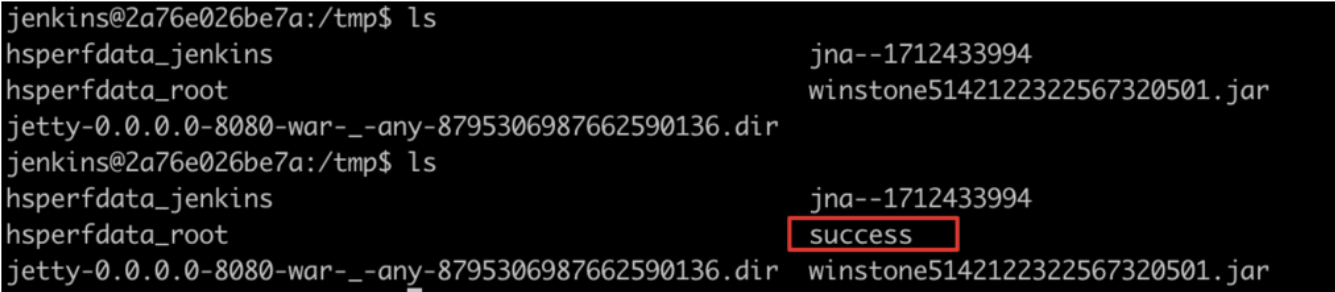 jenkins@2a76e026be7a:/tmp$ ls
hsperfdata_jenkins jna--1712433994
hsperfdata_root winstone5142122322567320501.jar
jetty-0.0.0.0-8080-war-_-any-8795306987662590136.dir
jenkins@2a76e026be7a:/tmp$ ls
hsperfdata_jenkins jna--1712433994
hsperfdata_root success
jetty-0.0.0.0-8080-war-_-any-8795306987662590136.dir winstone5142122322567320501.jar